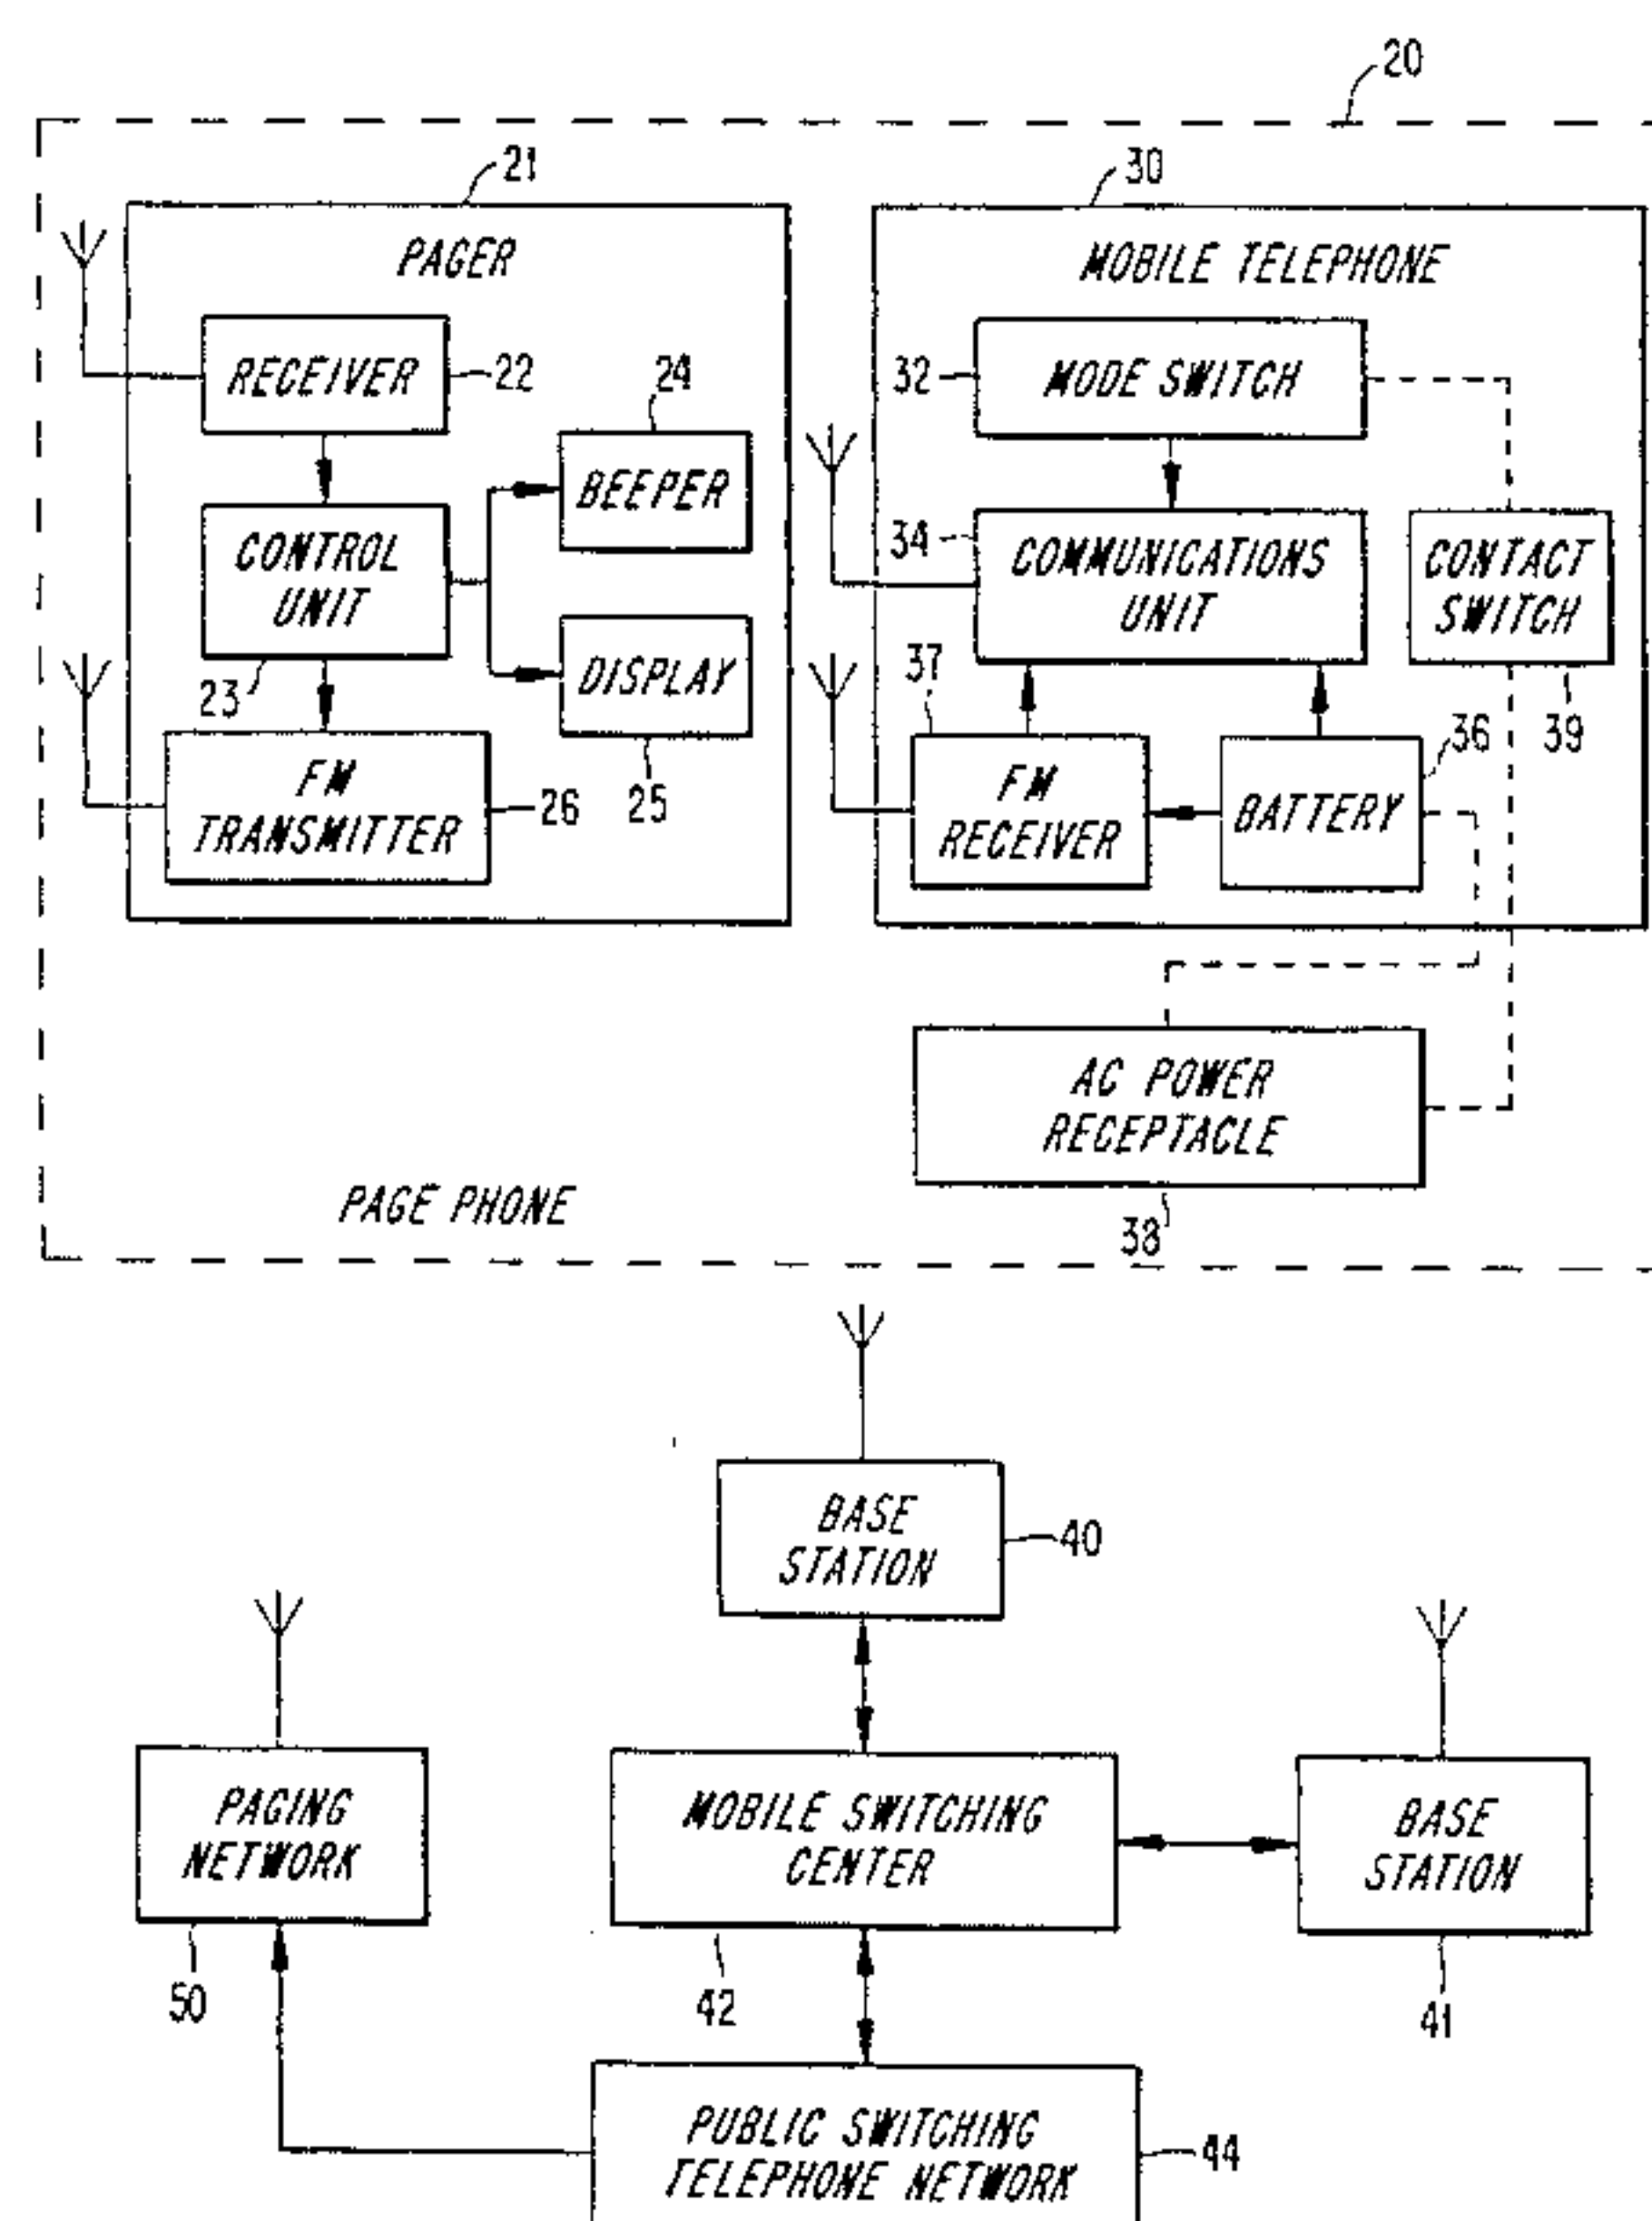 20
21
30
PAGER
MOBILE TELEPHONE
RECEIVER
22
24
32
MODE SWITCH
BEEPER
CONTROL
UNIT
34
COMMUNICATIONS
UNIT
CONTACT
SWITCH
23
DISPLAY
37
36
39
FM
TRANSMITTER
26
25
FM
RECEIVER
BATTERY
AC POWER
RECEPTACLE
38
PAGE PHONE
BASE
STATION
40
PAGING
NETWORK
MOBILE SWITCHING
CENTER
BASE
STATION
50
42
41
PUBLIC SWITCHING
TELEPHONE NETWORK
44